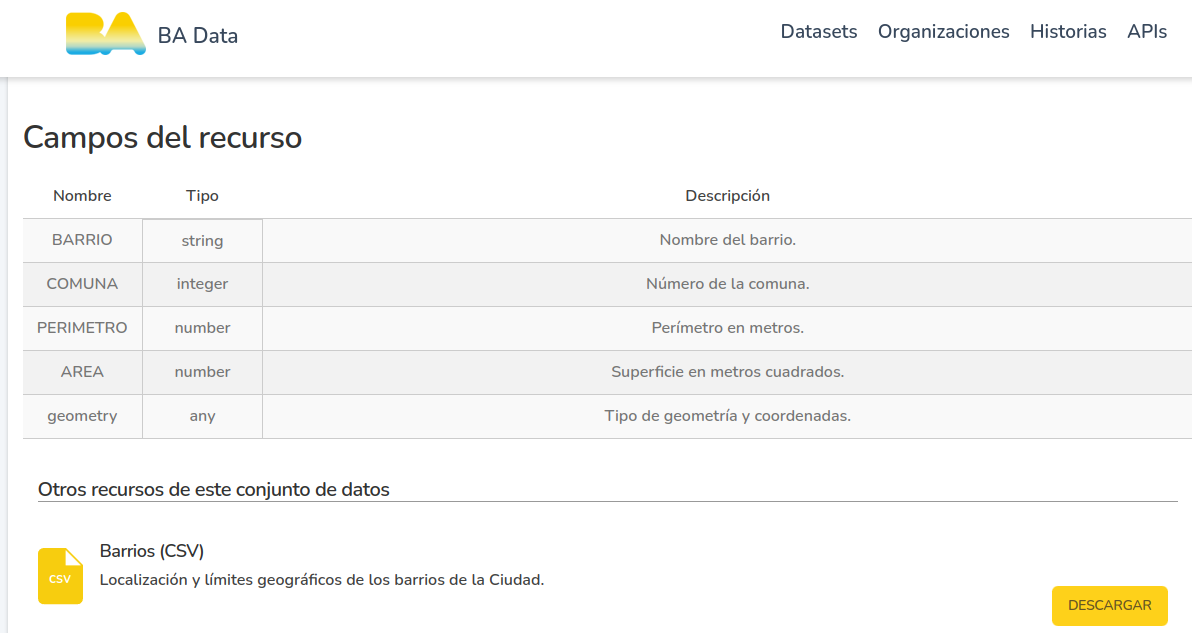 BA BA Data Datasets Organizaciones Historias APIs
Campos del recurso
Nombre Tipo Descripción
BARRIO string Nombre del barrio.
COMUNA integer Número de la comuna.
PERIMETRO number Perímetro en metros.
AREA number Superficie en metros cuadrados.
geometry any Tipo de geometría y coordenadas.
Otros recursos de este conjunto de datos
Barrios (CSV)
CSV Localización y límites geográficos de los barrios de la Ciudad.
DESCARGAR